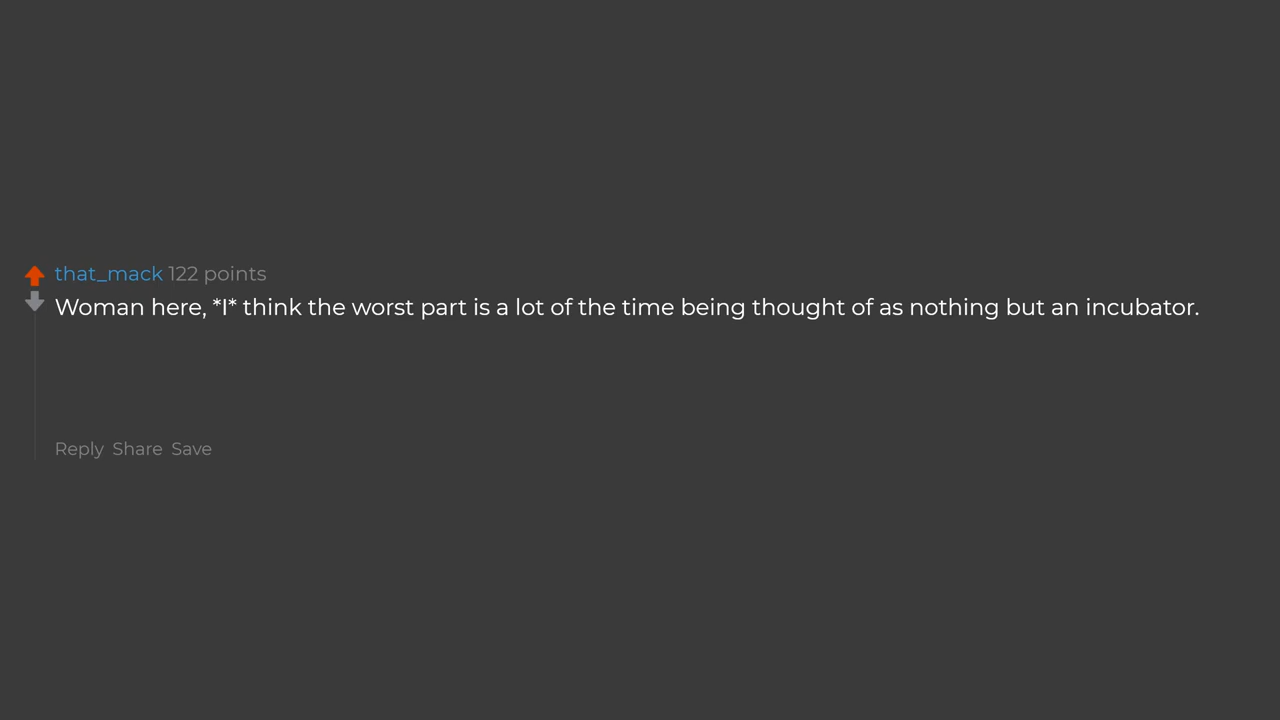 that_mack 122 points
Woman here, *I* think the worst part is a lot of the time being thought of as nothing but an incubator.
Reply Share Save